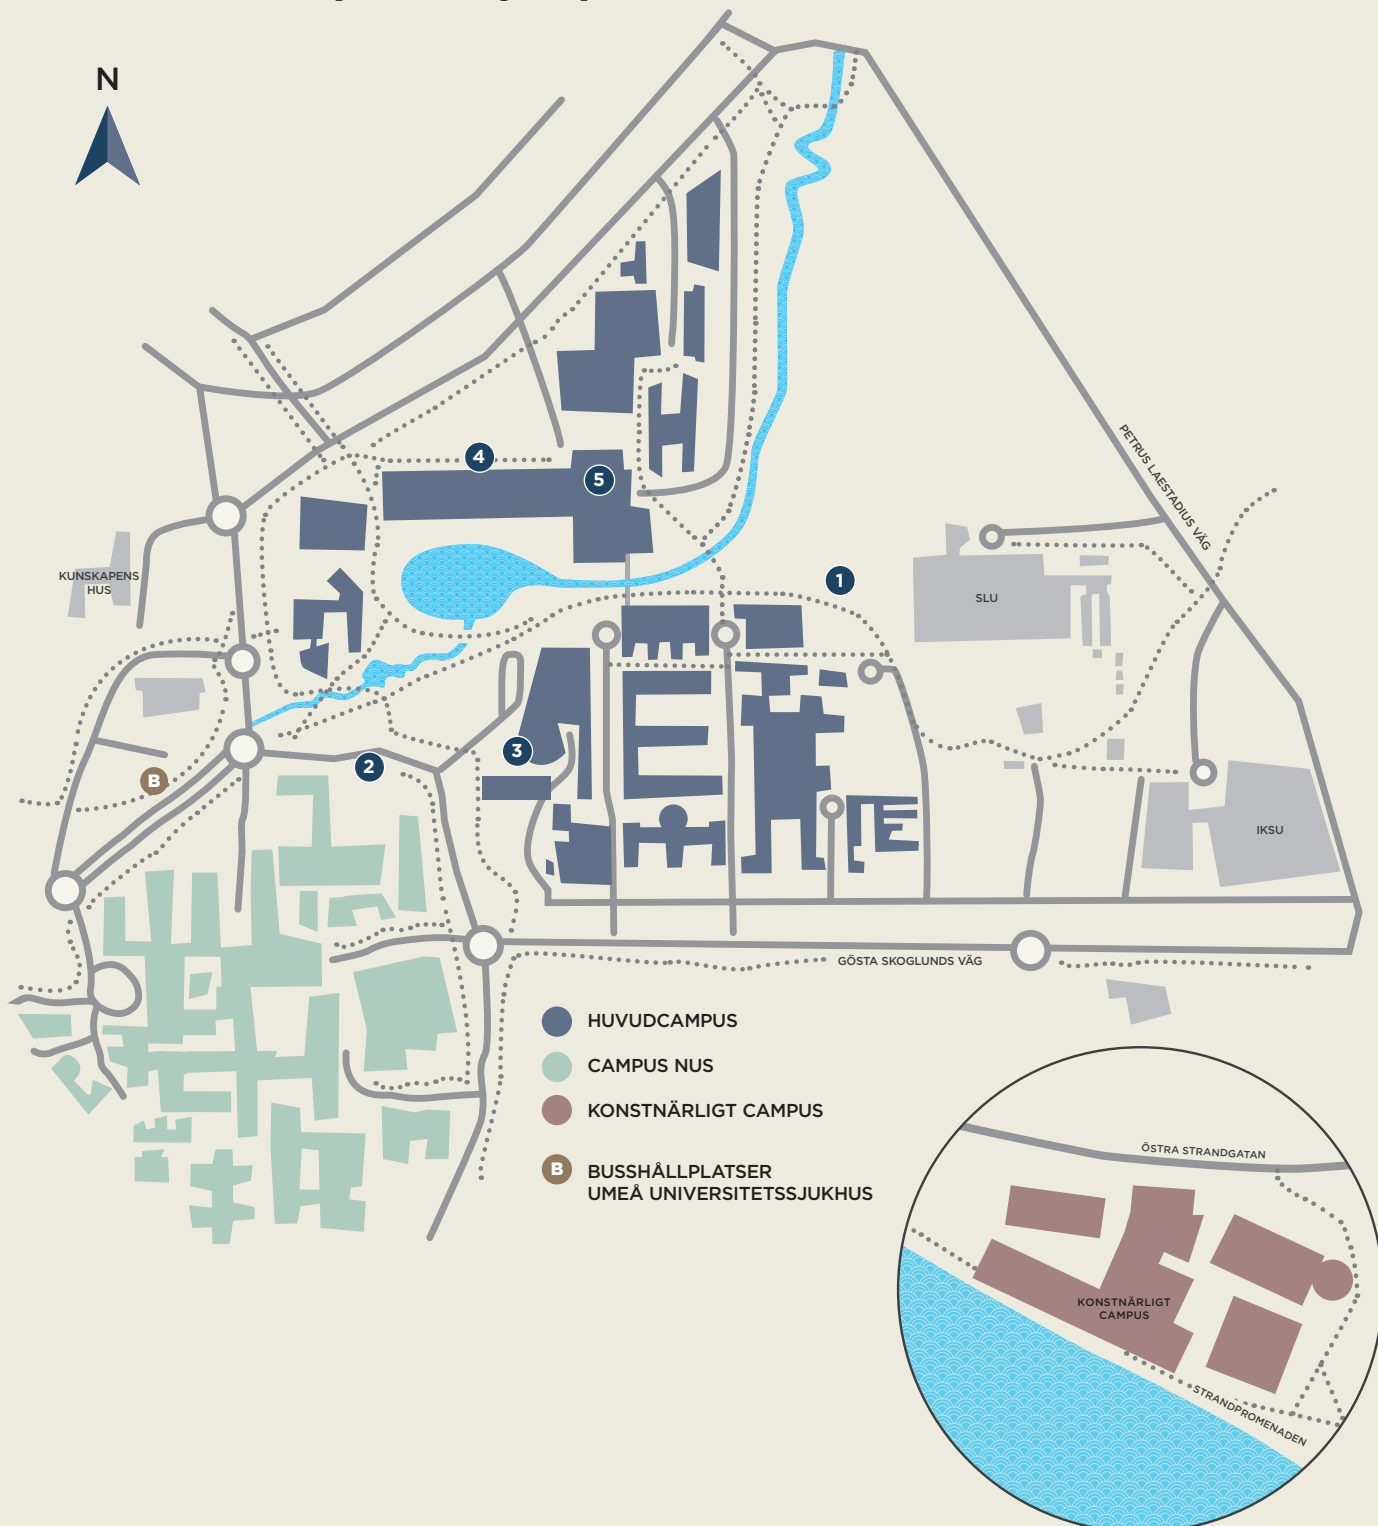 N
4
5
PETRUS LAESTADIUS VÄG
KUNSKAPENS
HUS
1
SLU
3
2
B
IKSU
GÖSTA SKOGLUNDS VÄG
HUVUDCAMPUS
CAMPUS NUS
KONSTNÄRLIGT CAMPUS
B
BUSSHÅLLPLATSER
UMEÅ UNIVERSITETSSJUKHUS
ÖSTRA STRANDGATAN
KONSTNÄRLIGT
CAMPUS
STRANDPROMENADEN